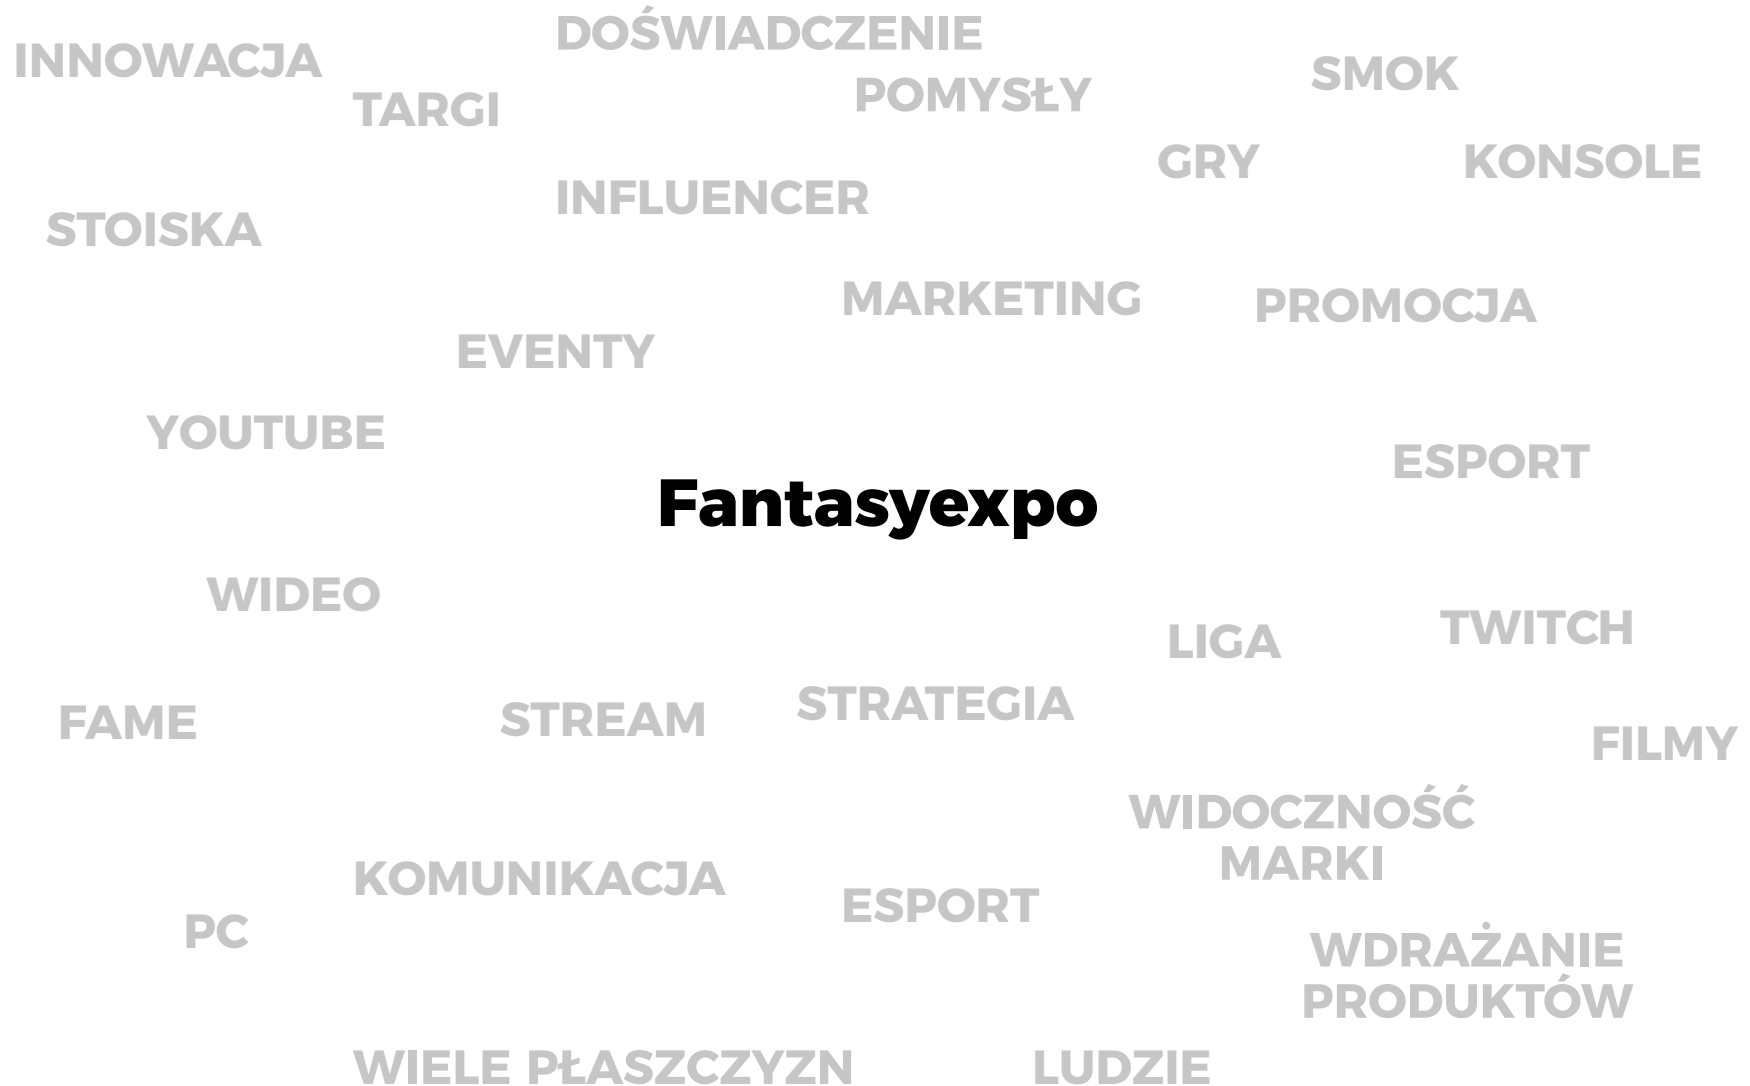 DOŚWIADCZENIE
INNOWACJA
SMOK
POMYSŁY
TARGI
GRY
KONSOLE
INFLUENCER
STOISKA
MARKETING
PROMOCJA
EVENTY
YOUTUBE
ESPORT
Fantasyexpo
WIDEO
TWITCH
LIGA
STRATEGIA
STREAM
FAME
FILMY
WIDOCZNOŚĆ
MARKI
KOMUNIKACJA
ESPORT
PC
WDRAŻANIE
PRODUKTÓW
WIELE PŁASZCZYZN
LUDZIE